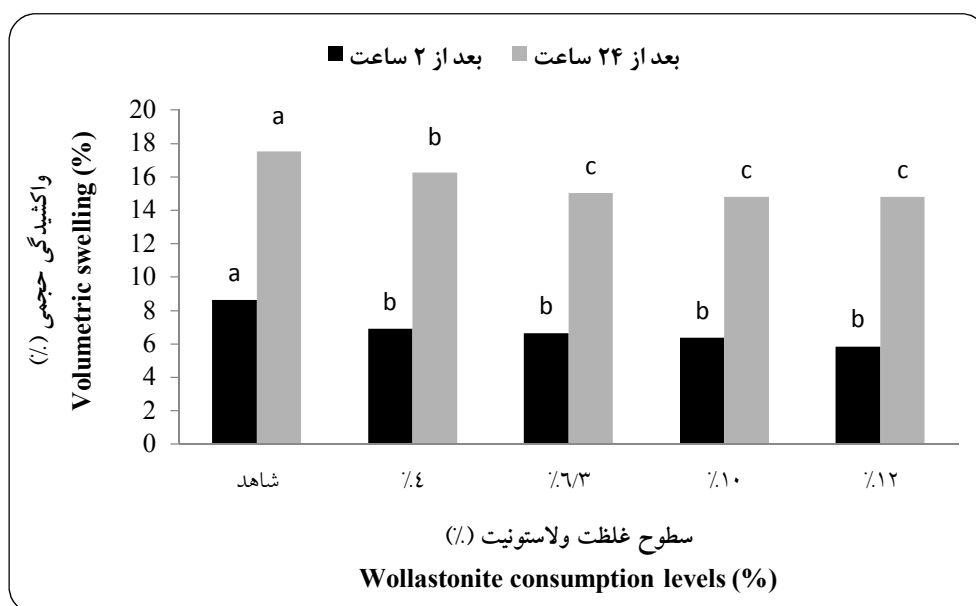 ■ بعد از ۲ ساعت ■ بعد از ۲۴ ساعت
واکشیدگی حجمی (٪)
Volumetric swelling (%)
20
18
16
14
12
10
8
6
4
2
0
a
a
b
b
c
b
c
b
c
b
شاهد ٪٤ ٪٦/٣ ٪١٠ ٪١٢
سطوح غلظت ولاستونیت (٪)
Wollastonite consumption levels (%)